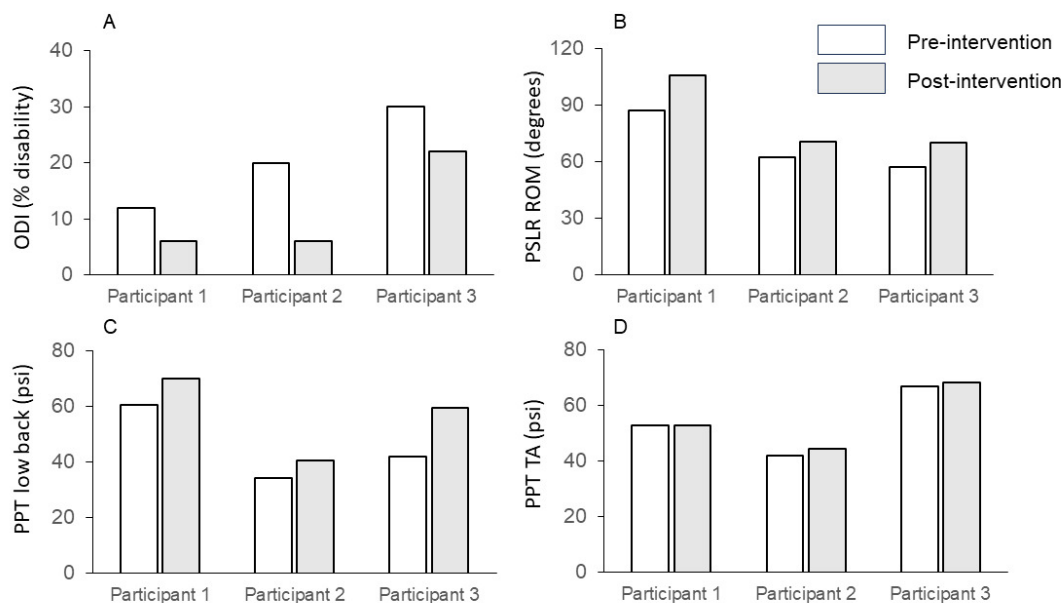 A
ODI (% disability)
40
30
20
10
0
Participant 1
Participant 2
Participant 3
B
PSLR ROM (degrees)
120
90
60
30
0
Participant 1
Participant 2
Participant 3
Pre-intervention
Post-intervention
C
PPT low back (psi)
80
60
40
20
0
Participant 1
Participant 2
Participant 3
D
PPT TA (psi)
80
60
40
20
0
Participant 1
Participant 2
Participant 3